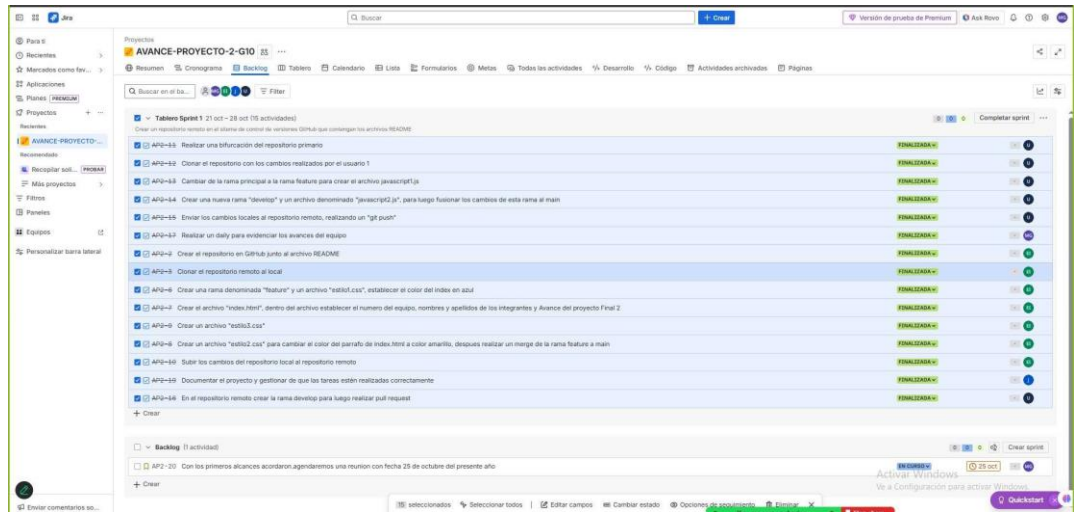 Jira
Buscar
+ Crear
Versión de prueba de Premium
Ask Rovo
Para ti
Recientes
Marcados como fav...
Aplicaciones
Planes PREMIUM
Proyectos
Recientes
AVANCE-PROYECTO-...
Recomendado
Recopilar soli... PROBAR
Más proyectos
Filtros
Paneles
Equipos
Personalizar barra lateral
Enviar comentarios so...
Proyectos
AVANCE-PROYECTO-2-G10
Resumen Cronograma Backlog Tablero Calendario Lista Formularios Metas Todas las actividades Desarrollo Código Actividades archivadas Páginas
Buscar en el ba... Filter
Tablero Sprint 1 21 oct – 28 oct (15 actividades) Completar sprint
Crear un repositorio remoto en el sistema de control de versiones GitHub que contengan los archivos README
AP2-11 Realizar una bifurcación del repositorio primario FINALIZADA
AP2-12 Clonar el repositorio con los cambios realizados por el usuario 1 FINALIZADA
AP2-13 Cambiar de la rama principal a la rama feature para crear el archivo javascript1.js FINALIZADA
AP2-14 Crear una nueva rama "develop" y un archivo denominado "javascript2.js", para luego fusionar los cambios de esta rama al main FINALIZADA
AP2-15 Enviar los cambios locales al repositorio remoto, realizando un "git push" FINALIZADA
AP2-17 Realizar un daily para evidenciar los avances del equipo FINALIZADA
AP2-2 Crear el repositorio en GitHub junto al archivo README FINALIZADA
AP2-3 Clonar el repositorio remoto al local FINALIZADA
AP2-6 Crear una rama denominada "feature" y un archivo "estilo1.css", establecer el color del index en azul FINALIZADA
AP2-7 Crear el archivo "index.html", dentro del archivo establecer el numero del equipo, nombres y apellidos de los integrantes y Avance del proyecto Final 2 FINALIZADA
AP2-9 Crear un archivo "estilo3.css" FINALIZADA
AP2-8 Crear un archivo "estilo2.css" para cambiar el color del parrafo de index.html a color amarillo, despues realizar un merge de la rama feature a main FINALIZADA
AP2-10 Subir los cambios del repositorio local al repositorio remoto FINALIZADA
Documentar el proyecto y gestionar de que las tareas estén realizadas correctamente FINALIZADA
AP2-16 En el repositorio remoto crear la rama develop para luego realizar pull request FINALIZADA
+ Crear
Backlog (1 actividad) Crear sprint
AP2-20 Con los primeros alcances acordaron.agendaremos una reunion con fecha 25 de octubre del presente año EN CURSO 25 oct
+ Crear
Activar Windows
Ve a Configuración para activar Windows.
15 seleccionados Seleccionar todos Editar campos Cambiar estado Opciones de seguimiento Eliminar
Quickstart